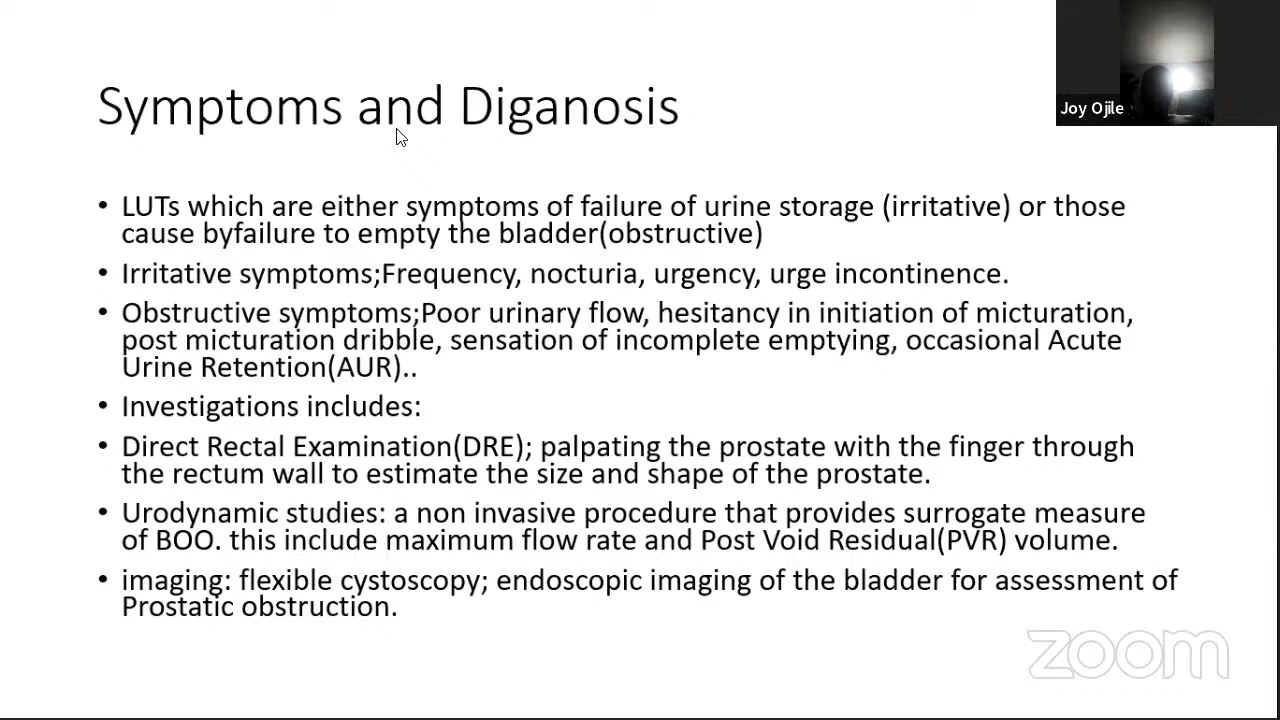 Symptoms and Diganosis
Joy Ojile
• LUTs which are either symptoms of failure of urine storage (irritative) or those
cause byfailure to empty the bladder(obstructive)
• Irritative symptoms;Frequency, nocturia, urgency, urge incontinence.
• Obstructive symptoms;Poor urinary flow, hesitancy in initiation of micturation,
post micturation dribble, sensation of incomplete emptying, occasional Acute
Urine Retention(AUR)..
• Investigations includes:
• Direct Rectal Examination(DRE); palpating the prostate with the finger through
the rectum wall to estimate the size and shape of the prostate.
• Urodynamic studies: a non invasive procedure that provides surrogate measure
of BOO. this include maximum flow rate and Post Void Residual(PVR) volume.
• imaging: flexible cystoscopy; endoscopic imaging of the bladder for assessment of
Prostatic obstruction.
zoom